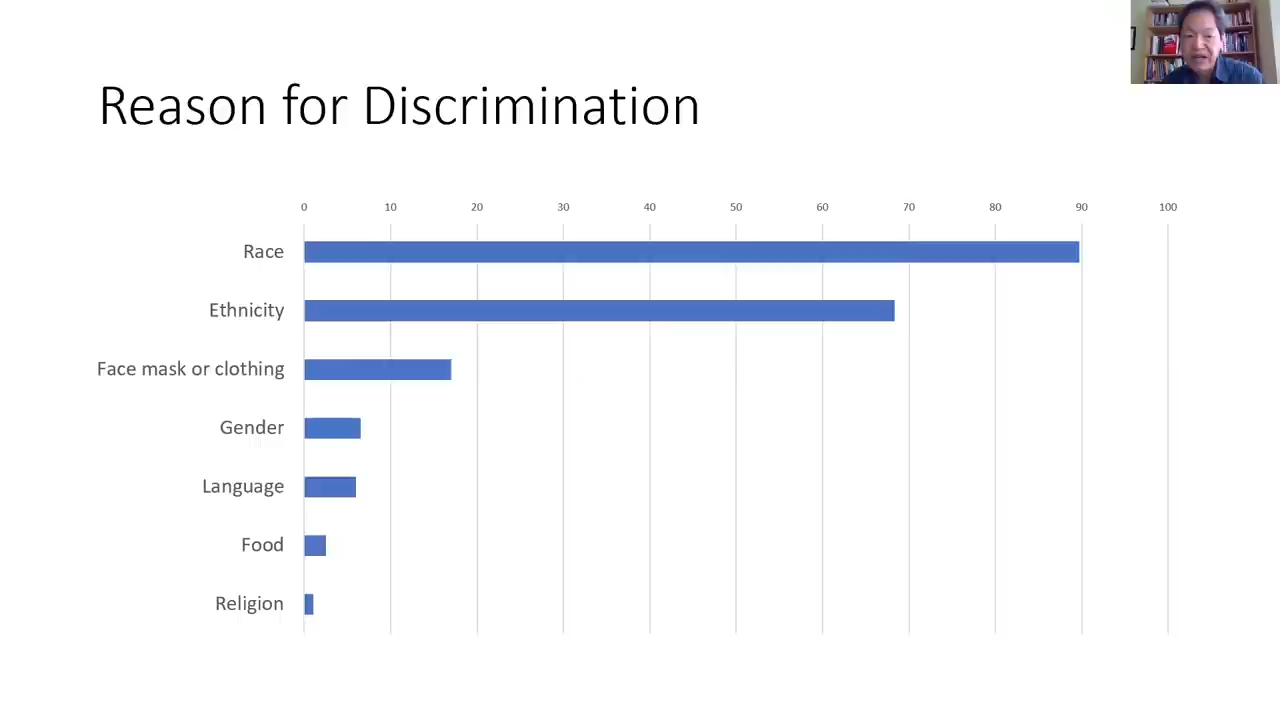 Reason for Discrimination
0 10 20 30 40 50 60 70 80 90 100
Race
Ethnicity
Face mask or clothing
Gender
Language
Food
Religion